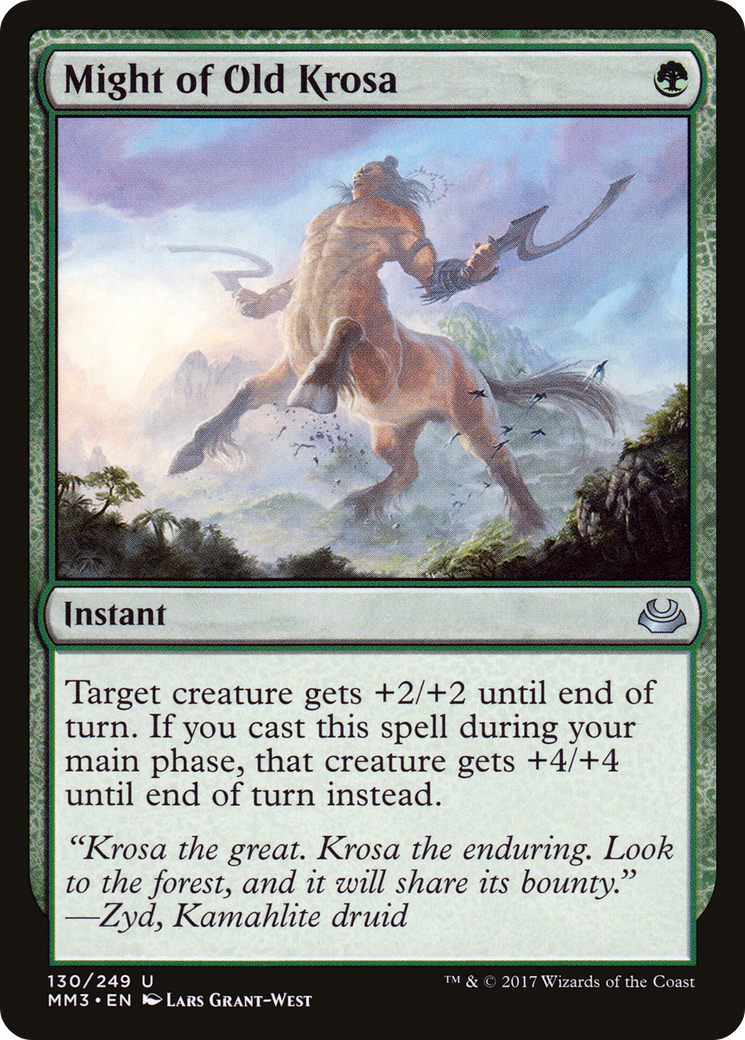 Might of Old Krosa
Instant
Target creature gets +2/+2 until end of
turn. If you cast this spell during your
main phase, that creature gets +4/+4
until end of turn instead.
“Krosa the great. Krosa the enduring. Look
to the forest, and it will share its bounty.”
—Zyd, Kamahlite druid
130/249 U
™ & © 2017 Wizards of the Coast
MM3 • EN Lars Grant-West